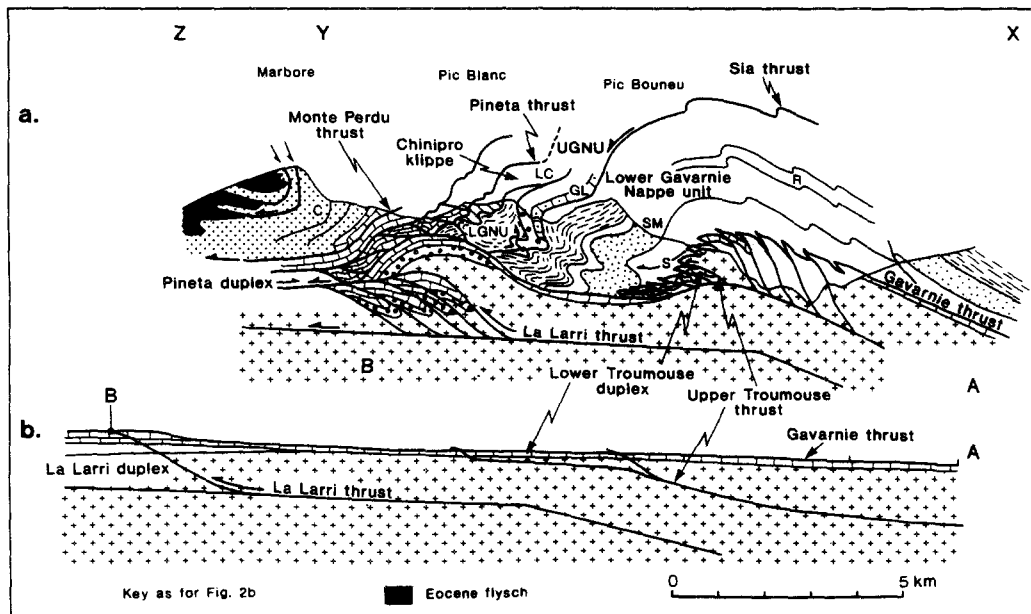 Z Y X
Marbore
Pic Blanc
Pic Bouneu
Sia thrust
a.
Monte Perdu
thrust
Pineta thrust
Chinipro
klippe
UGNU
LC
GL
Lower Gavarnie
Nappe unit
R
C
LGNU
SM
S
Pineta duplex
Gavarnie thrust
La Larri thrust
B
A
Lower Troumouse
duplex
Upper Troumouse
thrust
b.
B
Gavarnie thrust
A
La Larri duplex
La Larri thrust
Key as for Fig. 2b
Eocene flysch
0 5 km